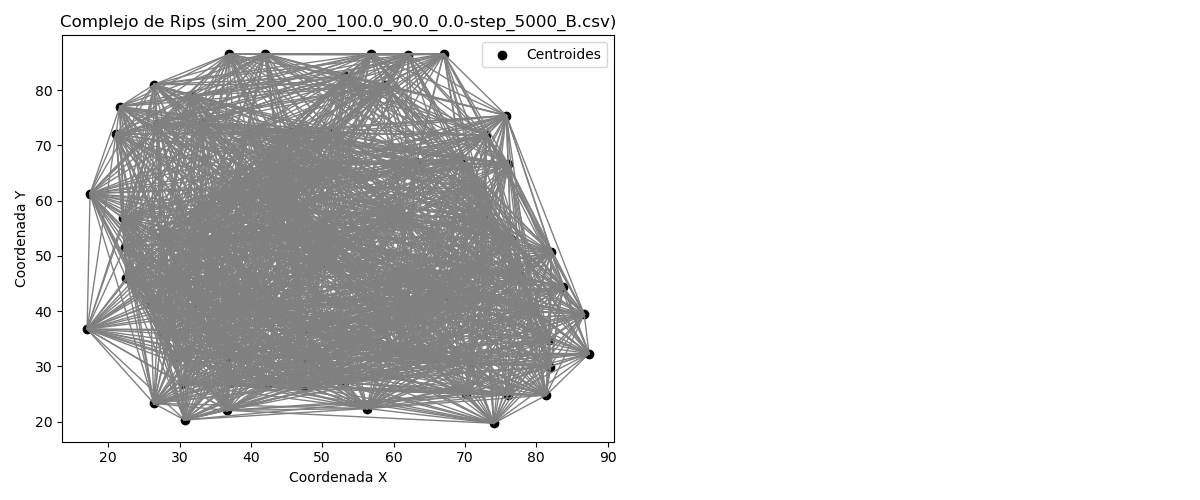 Complejo de Rips (sim_200_200_100.0_90.0_0.0-step_5000_B.csv)
Centroides
80
70
60
50
40
30
20
Coordenada Y
20 30 40 50 60 70 80 90
Coordenada X